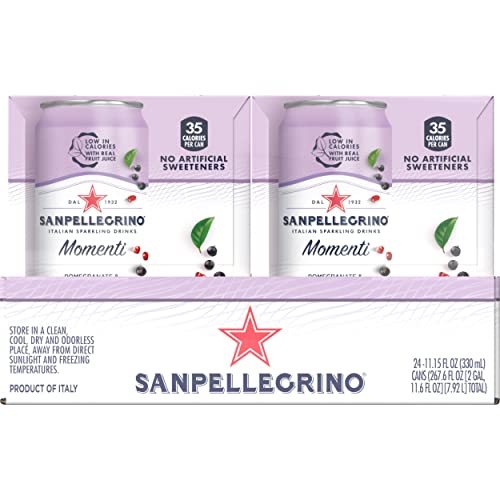 LOW IN
CALORIES
WITH REAL
FRUIT JUICE
35
CALORIES
PER CAN
NO ARTIFICIAL
SWEETENERS
DAL 1932
SANPELLEGRINO
ITALIAN SPARKLING DRINKS
Momenti
POMEGRANATE &
LOW IN
CALORIES
WITH REAL
FRUIT JUICE
35
CALORIES
PER CAN
NO ARTIFICIAL
SWEETENERS
DAL 1932
SANPELLEGRINO
ITALIAN SPARKLING DRINKS
Momenti
POMEGRANATE &
STORE IN A CLEAN,
COOL, DRY AND ODORLESS
PLACE, AWAY FROM DIRECT
SUNLIGHT AND FREEZING
TEMPERATURES.
PRODUCT OF ITALY
SANPELLEGRINO®
24-11.15 FL OZ (330 mL)
CANS (267.6 FL OZ [2 GAL,
11.6 FL OZ] [7.92 L] TOTAL)